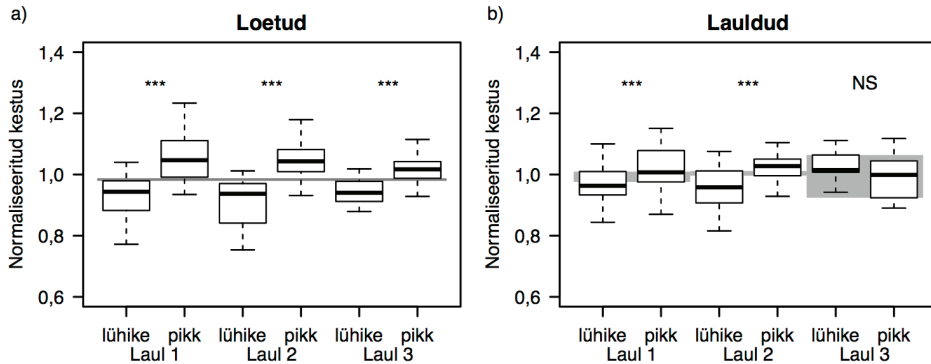 a)
Loetud
Normaliseeritud kestus
1,4
1,2
1,0
0,8
0,6
*** *** ***
lühike pikk lühike pikk lühike pikk
Laul 1 Laul 2 Laul 3
b)
Lauldud
Normaliseeritud kestus
1,4
1,2
1,0
0,8
0,6
*** *** NS
lühike pikk lühike pikk lühike pikk
Laul 1 Laul 2 Laul 3